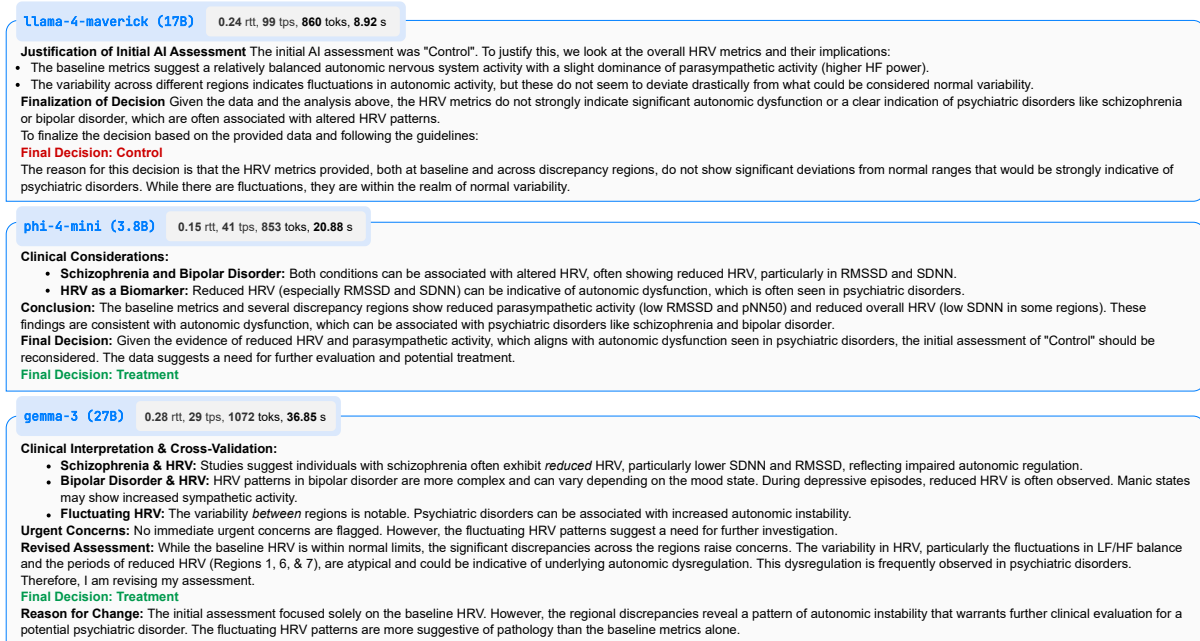 llama-4-maverick (17B) 0.24 rtt, 99 tps, 860 toks, 8.92 s
Justification of Initial AI Assessment The initial AI assessment was "Control". To justify this, we look at the overall HRV metrics and their implications:
• The baseline metrics suggest a relatively balanced autonomic nervous system activity with a slight dominance of parasympathetic activity (higher HF power).
• The variability across different regions indicates fluctuations in autonomic activity, but these do not seem to deviate drastically from what could be considered normal variability.
Finalization of Decision Given the data and the analysis above, the HRV metrics do not strongly indicate significant autonomic dysfunction or a clear indication of psychiatric disorders like schizophrenia
or bipolar disorder, which are often associated with altered HRV patterns.
To finalize the decision based on the provided data and following the guidelines:
Final Decision: Control
The reason for this decision is that the HRV metrics provided, both at baseline and across discrepancy regions, do not show significant deviations from normal ranges that would be strongly indicative of
psychiatric disorders. While there are fluctuations, they are within the realm of normal variability.
phi-4-mini (3.8B) 0.15 rtt, 41 tps, 853 toks, 20.88 s
Clinical Considerations:
• Schizophrenia and Bipolar Disorder: Both conditions can be associated with altered HRV, often showing reduced HRV, particularly in RMSSD and SDNN.
• HRV as a Biomarker: Reduced HRV (especially RMSSD and SDNN) can be indicative of autonomic dysfunction, which is often seen in psychiatric disorders.
Conclusion: The baseline metrics and several discrepancy regions show reduced parasympathetic activity (low RMSSD and pNN50) and reduced overall HRV (low SDNN in some regions). These
findings are consistent with autonomic dysfunction, which can be associated with psychiatric disorders like schizophrenia and bipolar disorder.
Final Decision: Given the evidence of reduced HRV and parasympathetic activity, which aligns with autonomic dysfunction seen in psychiatric disorders, the initial assessment of "Control" should be
reconsidered. The data suggests a need for further evaluation and potential treatment.
Final Decision: Treatment
gemma-3 (27B) 0.28 rtt, 29 tps, 1072 toks, 36.85 s
Clinical Interpretation & Cross-Validation:
• Schizophrenia & HRV: Studies suggest individuals with schizophrenia often exhibit reduced HRV, particularly lower SDNN and RMSSD, reflecting impaired autonomic regulation.
• Bipolar Disorder & HRV: HRV patterns in bipolar disorder are more complex and can vary depending on the mood state. During depressive episodes, reduced HRV is often observed. Manic states
may show increased sympathetic activity.
• Fluctuating HRV: The variability between regions is notable. Psychiatric disorders can be associated with increased autonomic instability.
Urgent Concerns: No immediate urgent concerns are flagged. However, the fluctuating HRV patterns suggest a need for further investigation.
Revised Assessment: While the baseline HRV is within normal limits, the significant discrepancies across the regions raise concerns. The variability in HRV, particularly the fluctuations in LF/HF balance
and the periods of reduced HRV (Regions 1, 6, & 7), are atypical and could be indicative of underlying autonomic dysregulation. This dysregulation is frequently observed in psychiatric disorders.
Therefore, I am revising my assessment.
Final Decision: Treatment
Reason for Change: The initial assessment focused solely on the baseline HRV. However, the regional discrepancies reveal a pattern of autonomic instability that warrants further clinical evaluation for a
potential psychiatric disorder. The fluctuating HRV patterns are more suggestive of pathology than the baseline metrics alone.